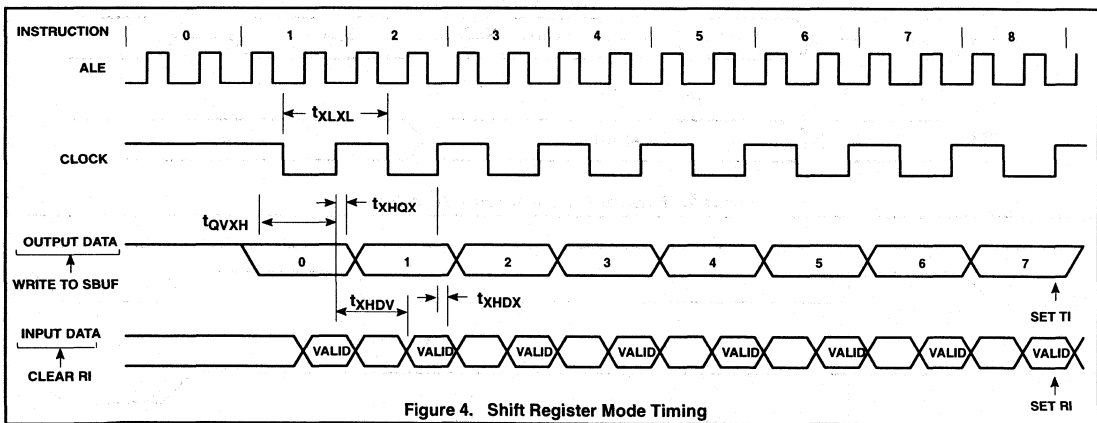 INSTRUCTION | 0 | 1 | 2 | 3 | 4 | 5 | 6 | 7 | 8 |
ALE
tXLXL
CLOCK
tQVXH
tXHQX
OUTPUT DATA
0 1 2 3 4 5 6 7
WRITE TO SBUF
tXHDV
tXHDX
SET TI
INPUT DATA
VALID VALID VALID VALID VALID VALID VALID VALID
CLEAR RI
SET RI
Figure 4. Shift Register Mode Timing